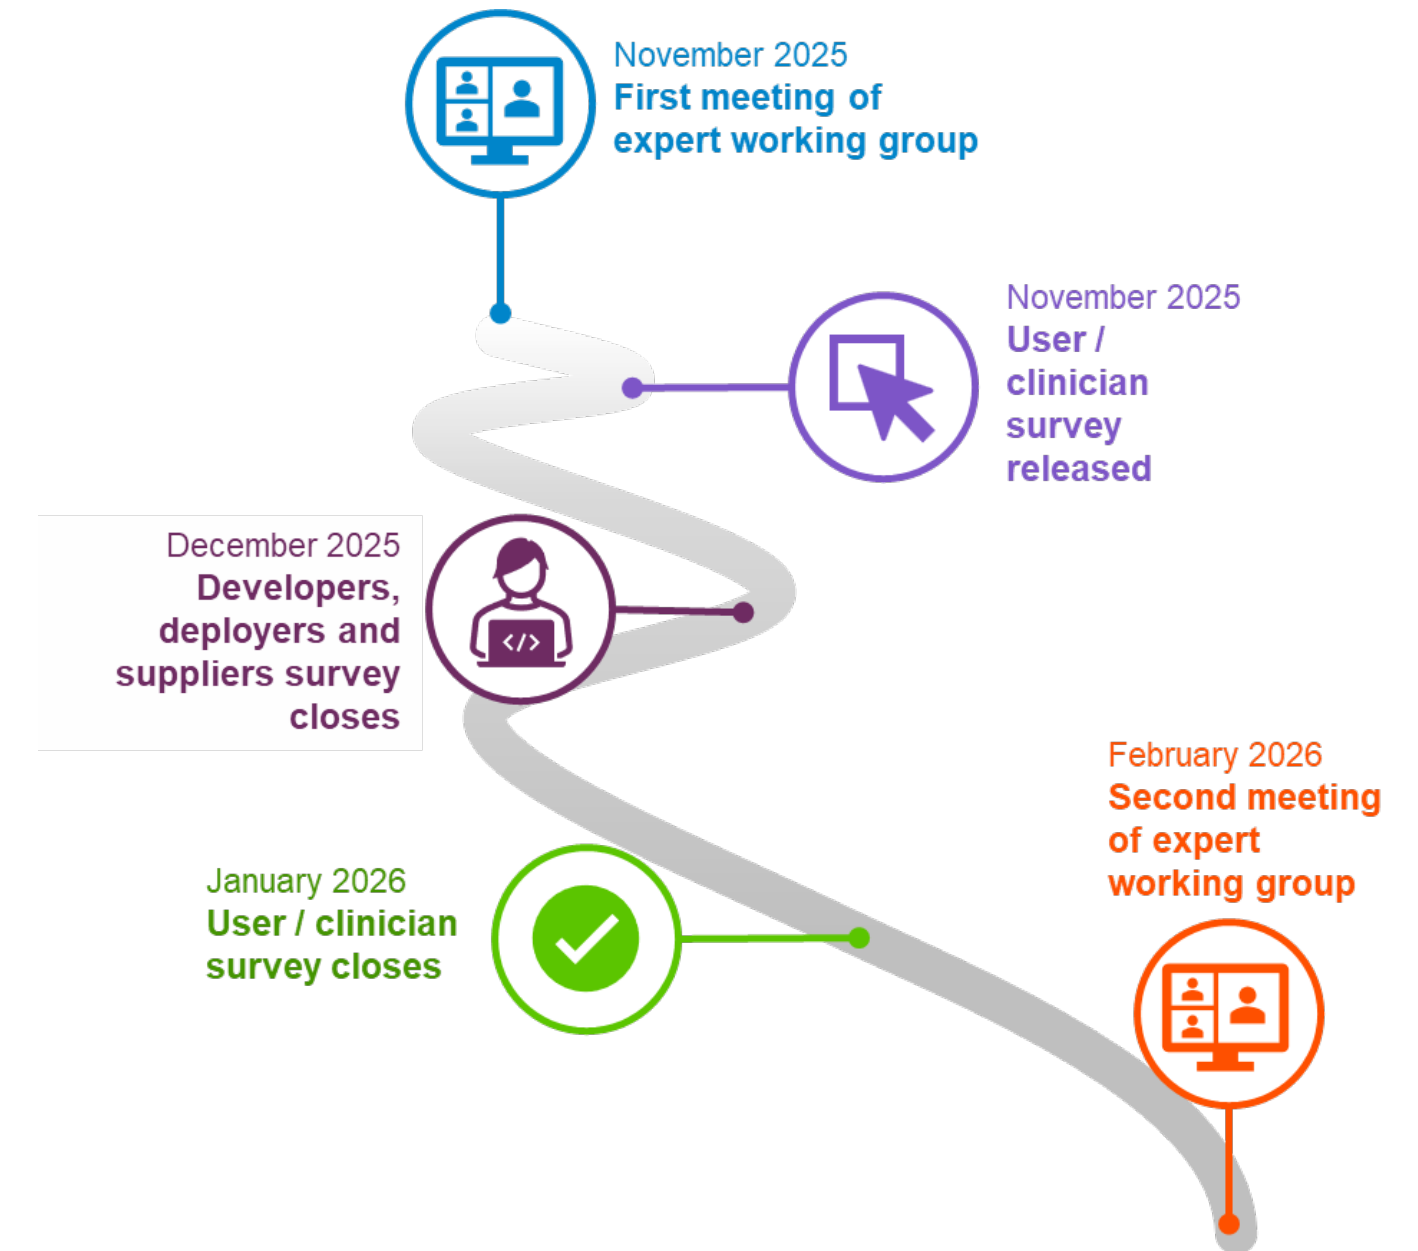 November 2025
First meeting of
expert working group
November 2025
User /
clinician
survey
released
December 2025
Developers,
deployers and
suppliers survey
closes
</>
January 2026
User / clinician
survey closes
February 2026
Second meeting
of expert
working group